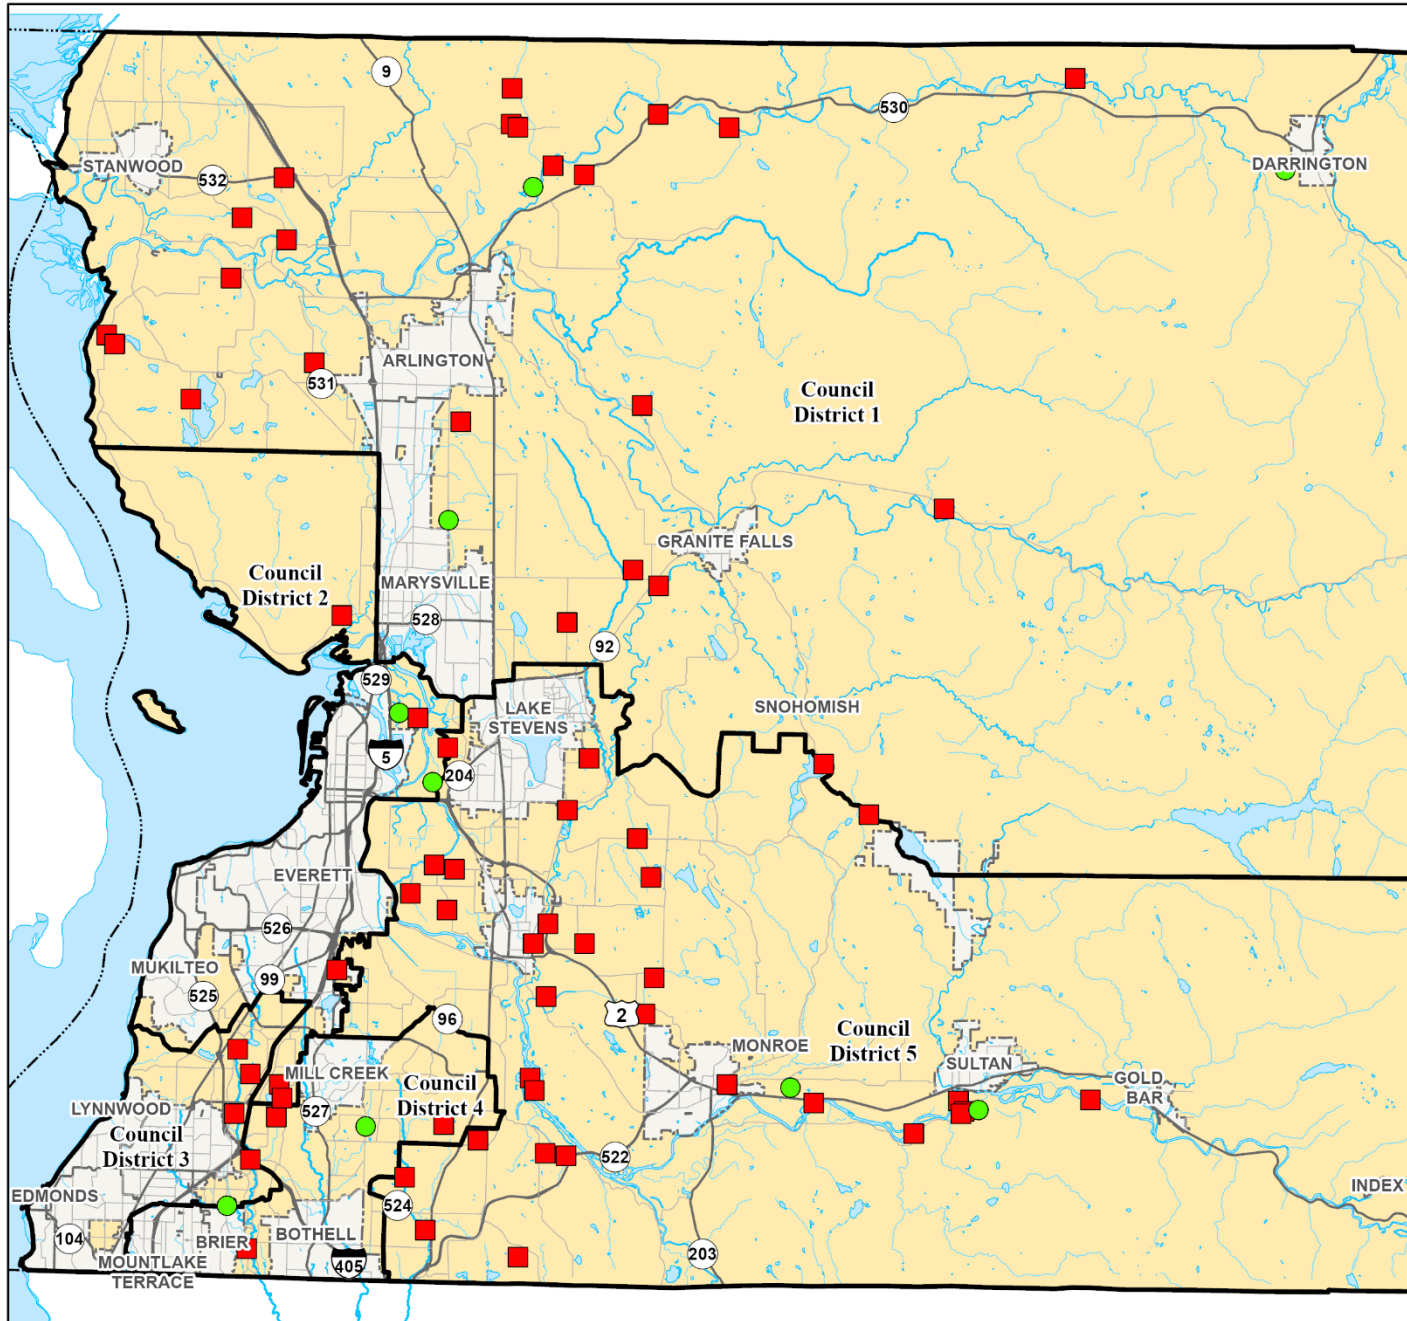 9
530
STANWOOD
DARRINGTON
532
ARLINGTON
531
Council
District 1
GRANITE FALLS
Council
District 2
MARYSVILLE
528
92
529
LAKE
STEVENS
SNOHOMISH
5
204
EVERETT
526
MUKILTEO
99
525
96
2
Council
District 5
MONROE
SULTAN
MILL CREEK
Council
District 4
GOLD
BAR
LYNNWOOD
527
Council
District 3
522
INDEX
EDMONDS
524
BOTHELL
104
BRIER
203
MOUNTLAKE
TERRACE
405